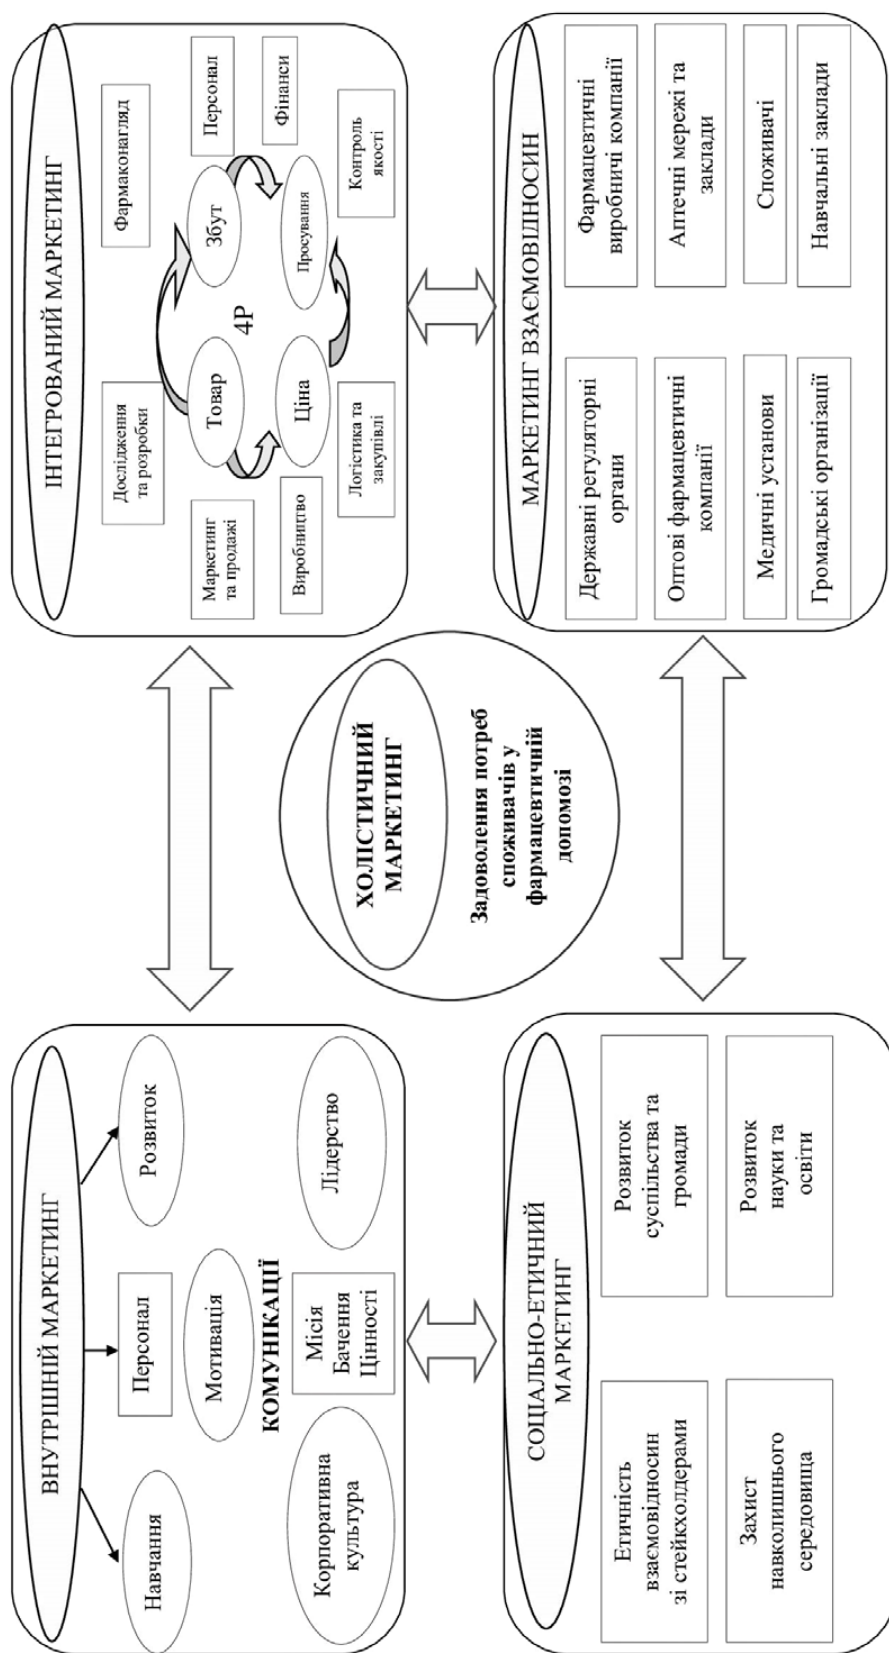 ВНУТРІШНІЙ МАРКЕТИНГ
Навчання
Персонал
Розвиток
Мотивація
КОМУНІКАЦІЇ
Корпоративна
культура
Місія
Бачення
Цінності
Лідерство
ІНТЕГРОВАНИЙ МАРКЕТИНГ
Дослідження
та розробки
Фармаконагляд
Маркетинг
та продажі
Товар
Збут
Персонал
4Р
Виробництво
Ціна
Просування
Фінанси
Логістика та
закупівлі
Контроль
якості
ХОЛІСТИЧНИЙ
МАРКЕТИНГ
Задоволення потреб
споживачів у
фармацевтичній
допомозі
СОЦІАЛЬНО-ЕТИЧНИЙ
МАРКЕТИНГ
Етичність
взаємовідносин
зі стейкхолдерами
Розвиток
суспільства та
громади
Захист
навколишнього
середовища
Розвиток
науки та
освіти
МАРКЕТИНГ ВЗАЄМОВІДНОСИН
Державні регуляторні
органи
Фармацевтичні
виробничі компанії
Оптові фармацевтичні
компанії
Аптечні мережі та
заклади
Медичні установи
Споживачі
Громадські організації
Навчальні заклади